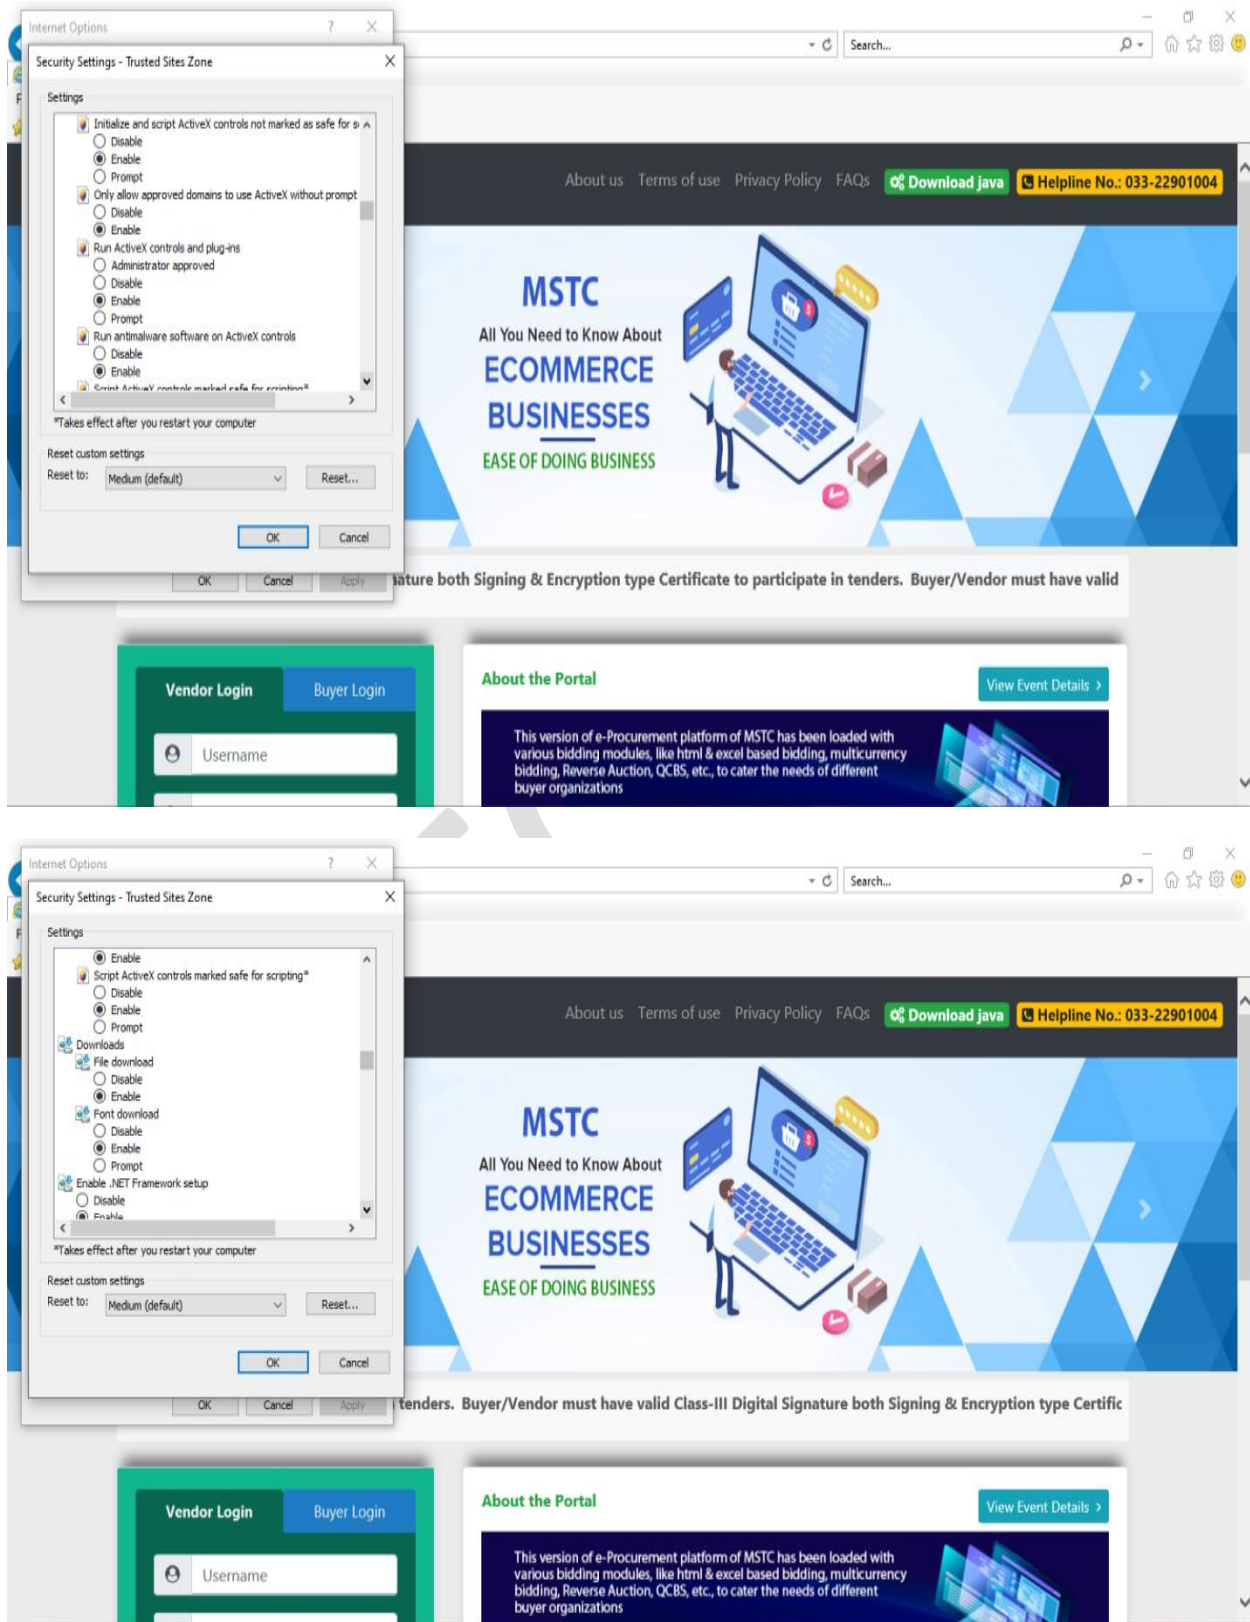 Internet Options
?
Search...
Security Settings - Trusted Sites Zone
Settings
Initialize and script ActiveX controls not marked as safe for s
Disable
Enable
Prompt
Only allow approved domains to use ActiveX without prompt
Disable
Enable
Run ActiveX controls and plug-ins
Administrator approved
Disable
Enable
Prompt
Run antimalware software on ActiveX controls
Disable
Enable
Script ActiveX controls marked safe for scripting*
*Takes effect after you restart your computer
Reset custom settings
Reset to:
Medium (default)
Reset...
OK
Cancel
OK
Cancel
Apply
About us
Terms of use
Privacy Policy
FAQs
Download java
Helpline No.: 033-22901004
MSTC
All You Need to Know About
ECOMMERCE
BUSINESSES
EASE OF DOING BUSINESS
5
ature both Signing & Encryption type Certificate to participate in tenders. Buyer/Vendor must have valid
Vendor Login
Buyer Login
Username
About the Portal
View Event Details >
This version of e-Procurement platform of MSTC has been loaded with
various bidding modules, like html & excel based bidding, multicurrency
bidding, Reverse Auction, QCBS, etc., to cater the needs of different
buyer organizations
Internet Options
?
Search...
Security Settings - Trusted Sites Zone
Settings
Enable
Script ActiveX controls marked safe for scripting*
Disable
Enable
Prompt
Downloads
File download
Disable
Enable
Font download
Disable
Enable
Prompt
Enable .NET Framework setup
Disable
Enable
*Takes effect after you restart your computer
Reset custom settings
Reset to:
Medium (default)
Reset...
OK
Cancel
OK
Cancel
Apply
About us
Terms of use
Privacy Policy
FAQs
Download java
Helpline No.: 033-22901004
MSTC
All You Need to Know About
ECOMMERCE
BUSINESSES
EASE OF DOING BUSINESS
5
tenders. Buyer/Vendor must have valid Class-III Digital Signature both Signing & Encryption type Certific
Vendor Login
Buyer Login
Username
About the Portal
View Event Details >
This version of e-Procurement platform of MSTC has been loaded with
various bidding modules, like html & excel based bidding, multicurrency
bidding, Reverse Auction, QCBS, etc., to cater the needs of different
buyer organizations